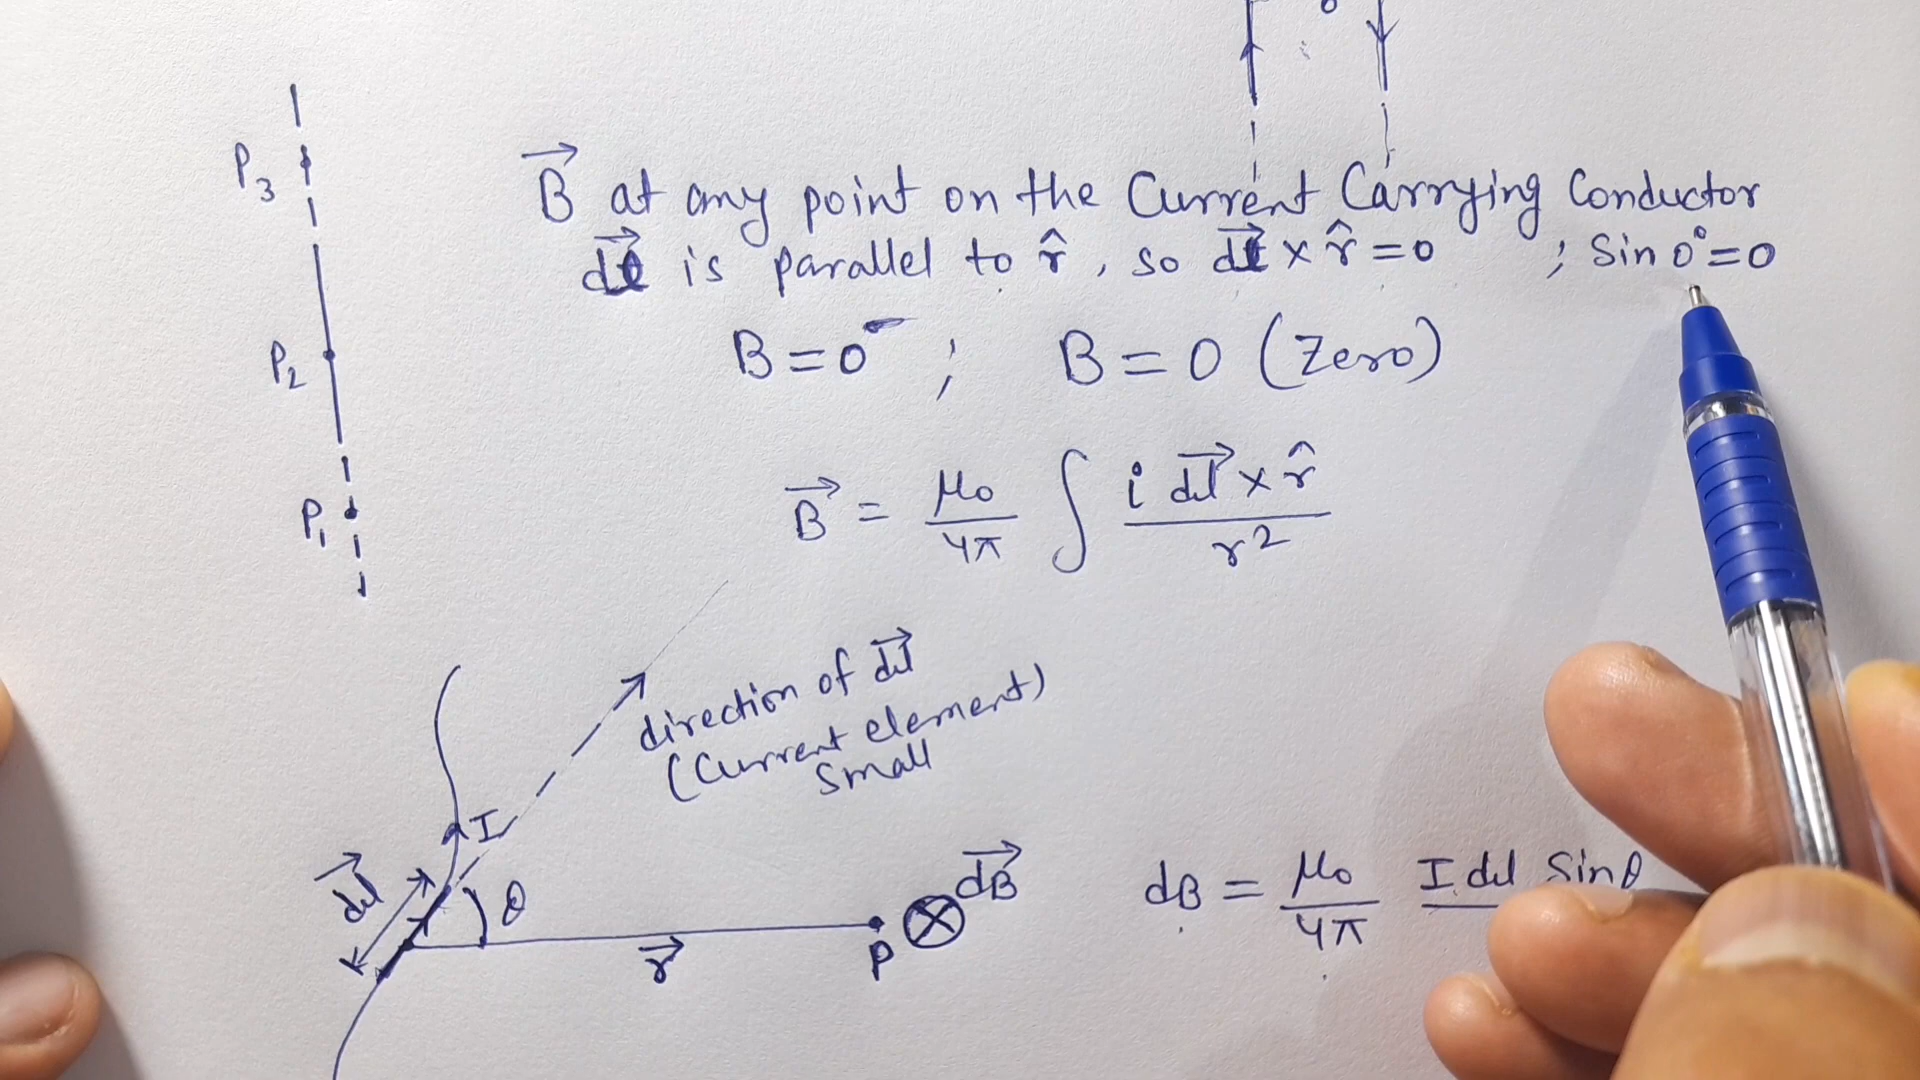 P₃
B⃗ at any point on the Current Carrying Conductor
dl⃗ is parallel to r̂, so dl⃗ × r̂ = 0 ; Sin 0° = 0
P₂
B = 0 ; B = 0 (Zero)
P₁
B⃗ = μ₀/4π ∫ i dl⃗ × r̂ / r²
direction of dl⃗
(Current element)
Small
I
dl⃗
θ
r⃗
P
⊗ dB⃗
dB = μ₀/4π I dl Sinθ